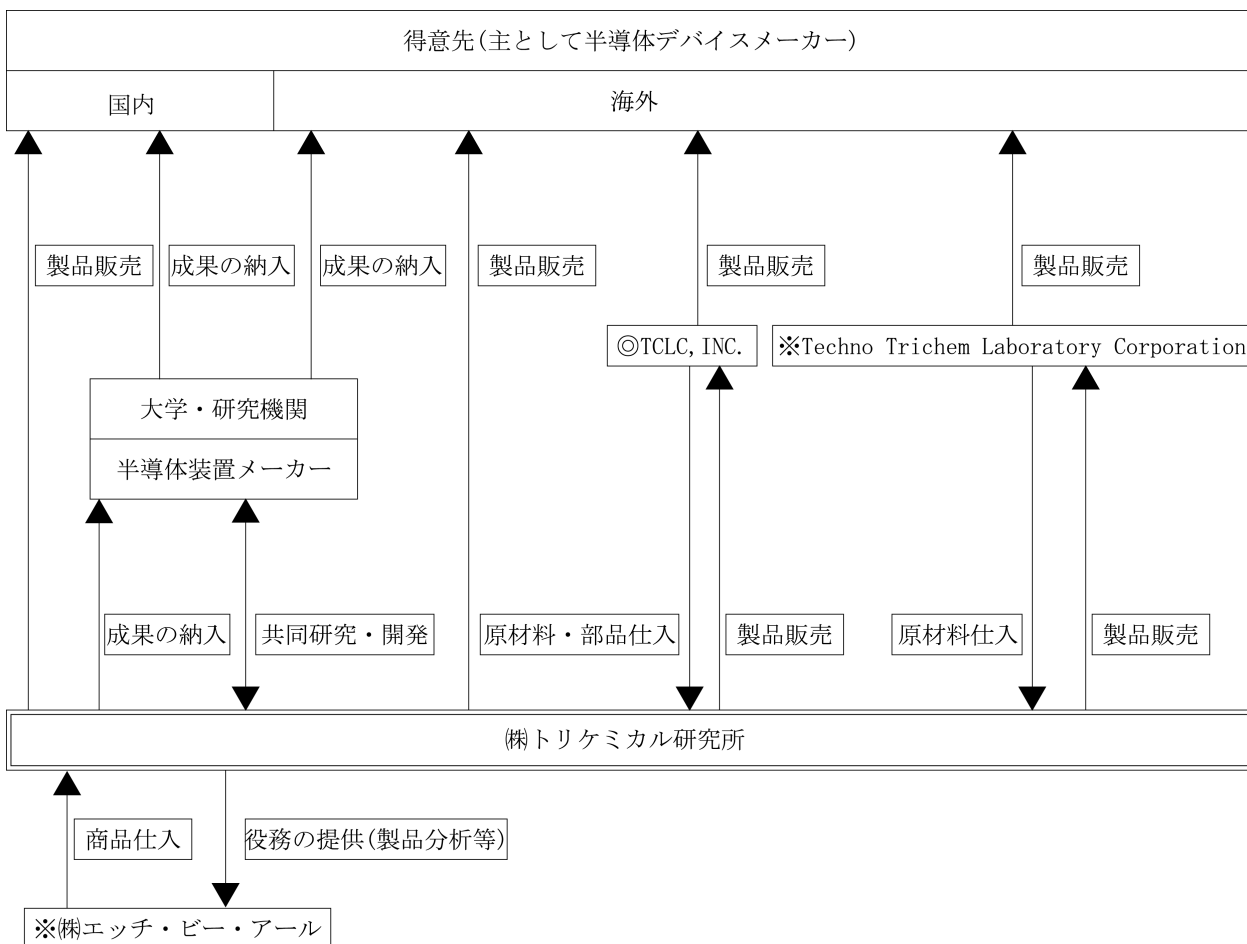 得意先(主として半導体デバイスメーカー)
国内
海外
製品販売
成果の納入
成果の納入
製品販売
製品販売
製品販売
◎TCLC,INC.
※Techno Trichem Laboratory Corporation
大学・研究機関
半導体装置メーカー
成果の納入
共同研究・開発
原材料・部品仕入
製品販売
原材料仕入
製品販売
㈱トリケミカル研究所
商品仕入
役務の提供(製品分析等)
※㈱エッチ・ビー・アール